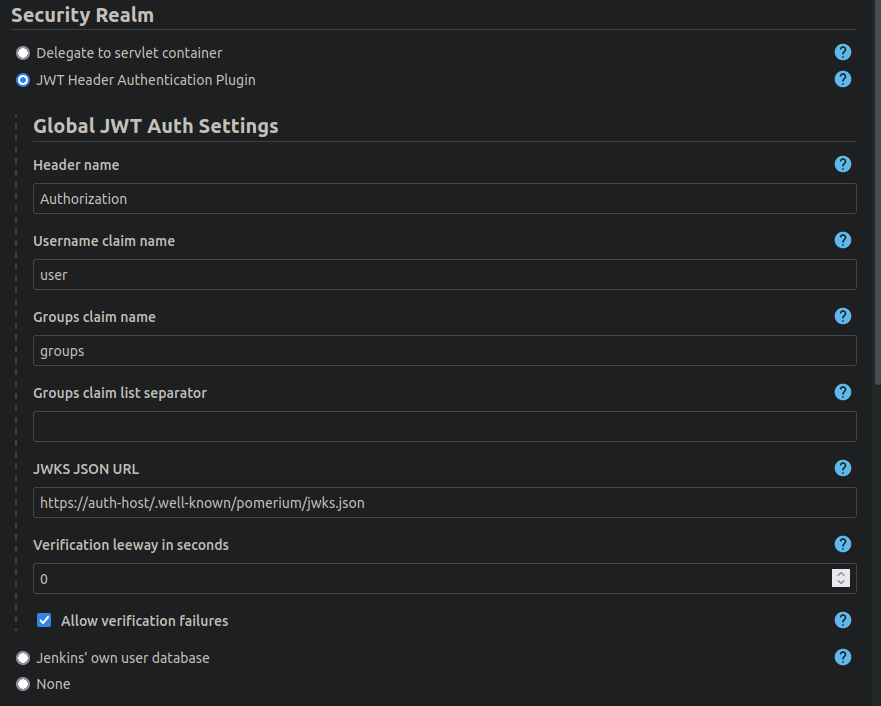 Security Realm
Delegate to servlet container
?
JWT Header Authentication Plugin
?
Global JWT Auth Settings
Header name
?
Authorization
Username claim name
?
user
Groups claim name
?
groups
Groups claim list separator
?
JWKS JSON URL
?
https://auth-host/.well-known/pomerium/jwks.json
Verification leeway in seconds
?
0
Allow verification failures
?
Jenkins’ own user database
?
None